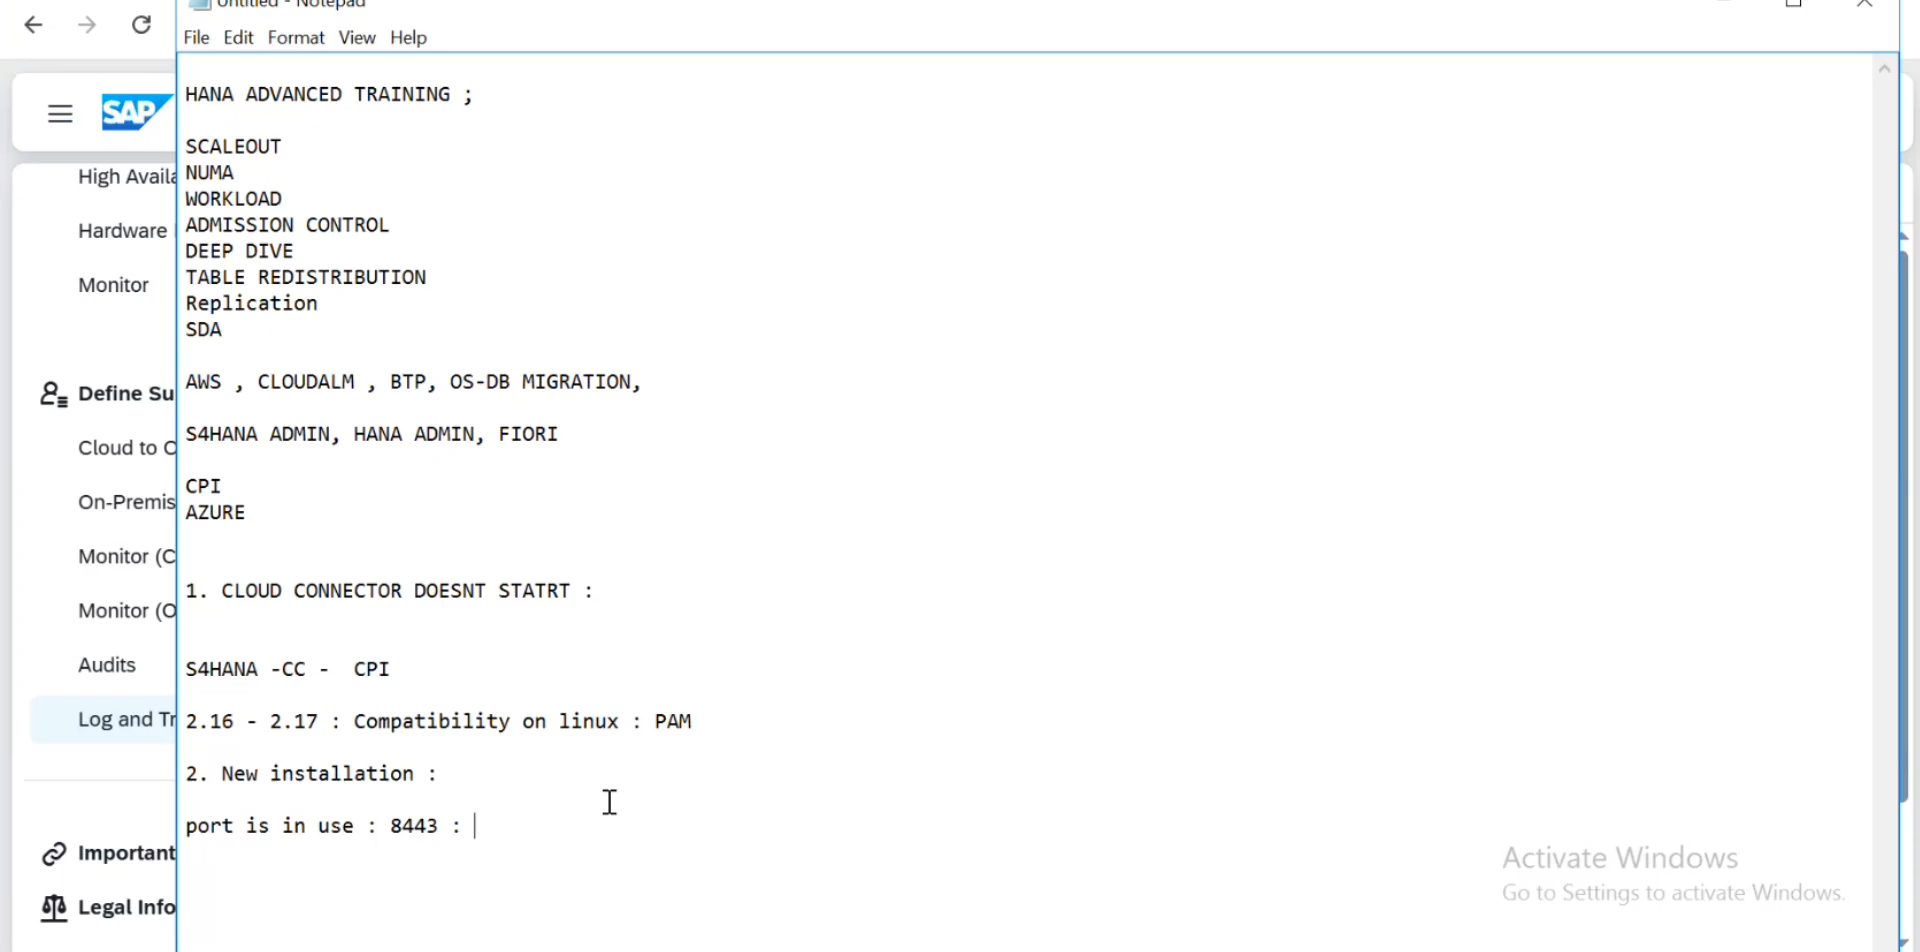 Untitled - Notepad
File Edit Format View Help
SAP
High Availa
Hardware
Monitor
Define Su
Cloud to C
On-Premis
Monitor (C
Monitor (O
Audits
Log and Tr
Important
Legal Info
HANA ADVANCED TRAINING ;
SCALEOUT
NUMA
WORKLOAD
ADMISSION CONTROL
DEEP DIVE
TABLE REDISTRIBUTION
Replication
SDA
AWS , CLOUDALM , BTP, OS-DB MIGRATION,
S4HANA ADMIN, HANA ADMIN, FIORI
CPI
AZURE
1. CLOUD CONNECTOR DOESNT STATRT :
S4HANA -CC - CPI
2.16 - 2.17 : Compatibility on linux : PAM
2. New installation :
port is in use : 8443 :
Activate Windows
Go to Settings to activate Windows.